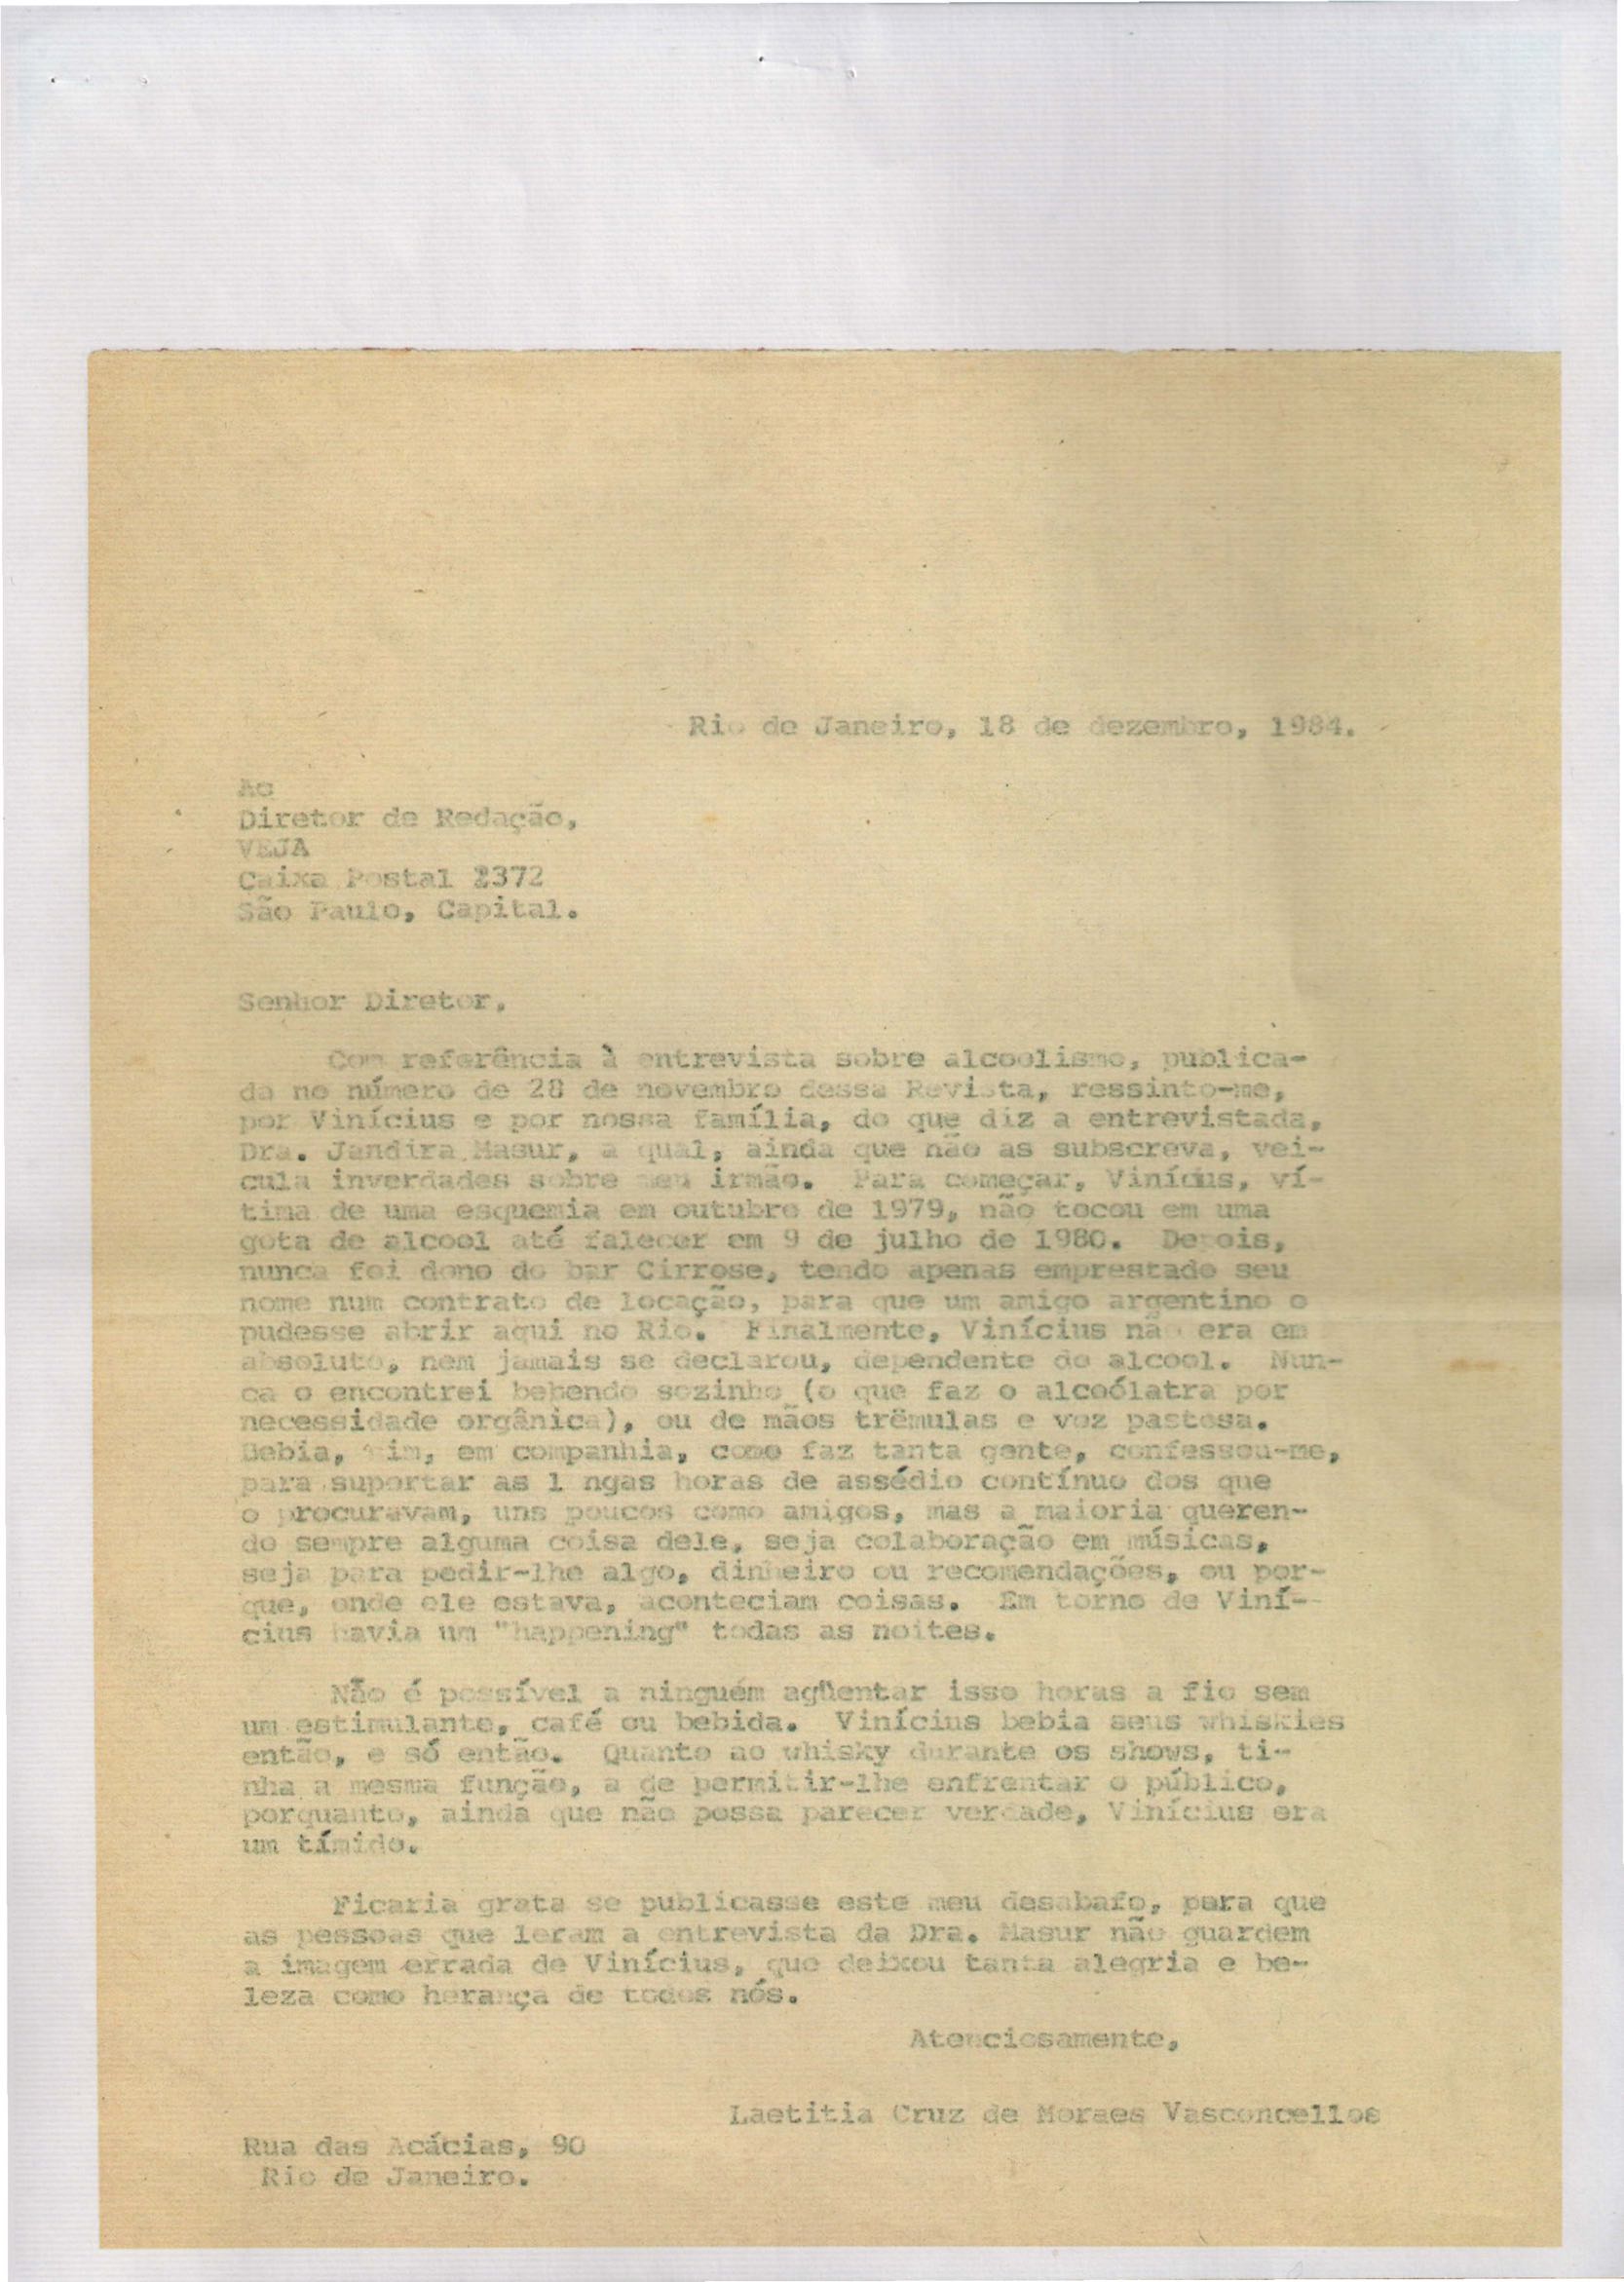 Rio de Janeiro, 18 de dezembro, 1984.
Ao
Diretor de Redação,
VEJA
Caixa Postal 2372
São Paulo, Capital.
Senhor Diretor,
Com referência à entrevista sobre alcoolismo, publica-
da no número de 28 de novembro dessa Revista, ressinto-me,
por Vinícius e por nossa família, do que diz a entrevistada,
Dra. Jandira Masur, a qual, ainda que não as subscreva, vei-
cula inverdades sobre meu irmão. Para começar, Vinícius, ví-
tima de uma esquemia em outubro de 1979, não tocou em uma
gota de alcool até falecer em 9 de julho de 1980. Depois,
nunca foi dono do bar Cirrose, tendo apenas emprestado seu
nome num contrato de locação, para que um amigo argentino o
pudesse abrir aqui no Rio. Finalmente, Vinícius não era em
absoluto, nem jamais se declarou, dependente do alcool. Nun-
ca o encontrei bebendo sozinho (o que faz o alcoólatra por
necessidade orgânica), ou de mãos trêmulas e voz pastosa.
Bebia, sim, em companhia, como faz tanta gente, confessou-me,
para suportar as l ngas horas de assédio contínuo dos que
o procuravam, uns poucos como amigos, mas a maioria queren-
do sempre alguma coisa dele, seja colaboração em músicas,
seja para pedir-lhe algo, dinheiro ou recomendações, ou por-
que, onde ele estava, aconteciam coisas. Em torno de Viní-
cius havia um "happening" todas as noites.
Não é possível a ninguém agüentar isso horas a fio sem
um estimulante, café ou bebida. Vinícius bebia seus whiskies
então, e só então. Quanto ao whisky durante os shows, ti-
nha a mesma função, a de permitir-lhe enfrentar o público,
porquanto, ainda que não possa parecer verdade, Vinícius era
um tímido.
Ficaria grata se publicasse este meu desabafo, para que
as pessoas que leram a entrevista da Dra. Masur não guardem
a imagem errada de Vinícius, que deixou tanta alegria e be-
leza como herança de todos nós.
Atenciosamente,
Laetitia Cruz de Moraes Vasconcellos
Rua das Acácias, 90
Rio de Janeiro.